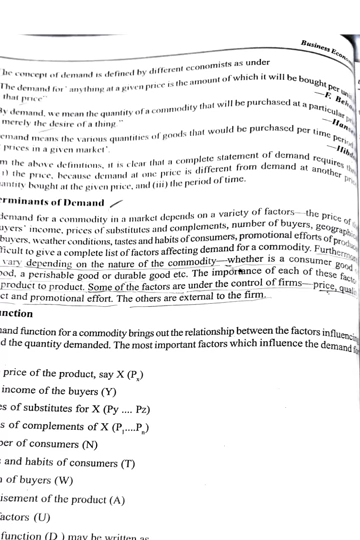 Business Econ
he concept of demand is defined by different economists as under
The demand for anything at a given price is the amount of which it will be bought per
that price"
—F. Be
By demand, we mean the quantity of a commodity that will be purchased at a particular
merely the desire of a thing."
emand means the various quantities of goods that would be purchased per time period
prices in a given market'.
m the above definitions, it is clear that a complete statement of demand requires
i) the price, because demand at one price is different from demand at another
antity bought at the given price, and (iii) the period of time.
erminants of Demand
demand for a commodity in a market depends on a variety of factors—the price of
uyers' income, prices of substitutes and complements, number of buyers, geographi
buyers, weather conditions, tastes and habits of consumers, promotional efforts of produ
ficult to give a complete list of factors affecting demand for a commodity. Furthermo
vary depending on the nature of the commodity—whether is a consumer good
ood, a perishable or durable good etc. The importance of each of these facto
product to product. Some of the factors are under the control of firms—price, quali
ct and promotional effort. The others are external to the firm.
unction
and function for a commodity brings out the relationship between the factors influencing
d the quantity demanded. The most important factors which influence the demand
price of the product, say X (Pₓ)
income of the buyers (Y)
es of substitutes for X (Py .... Pz)
s of complements of X (P₁....Pₙ)
ber of consumers (N)
s and habits of consumers (T)
n of buyers (W)
isement of the product (A)
factors (U)
function (D ) may be written as